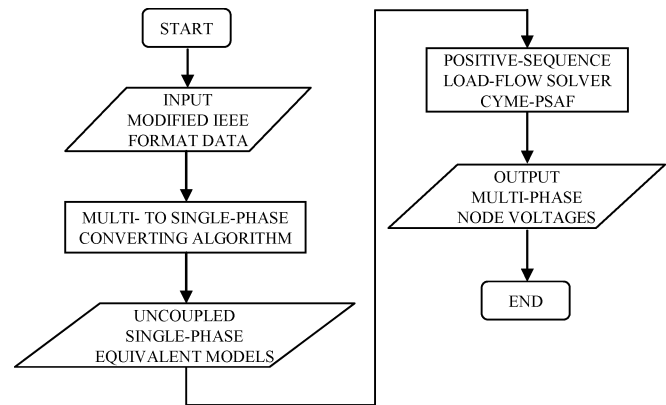 START
INPUT
MODIFIED IEEE
FORMAT DATA
MULTI- TO SINGLE-PHASE
CONVERTING ALGORITHM
UNCOUPLED
SINGLE-PHASE
EQUIVALENT MODELS
POSITIVE-SEQUENCE
LOAD-FLOW SOLVER
CYME-PSAF
OUTPUT
MULTI-PHASE
NODE VOLTAGES
END